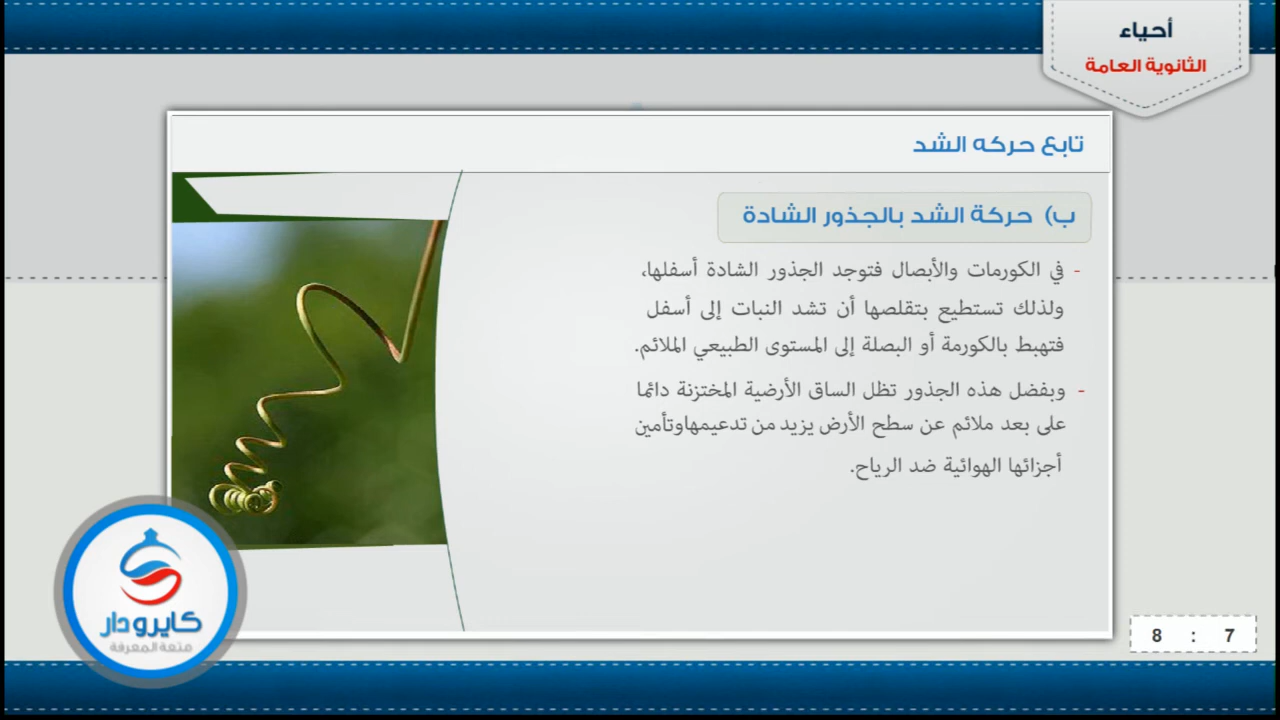 أحياء
الثانوية العامة
تابع حركه الشد
ب) حركة الشد بالجذور الشادة
- في الكورمات والأبصال فتوجد الجذور الشادة أسفلها،
ولذلك تستطيع بتقلصها أن تشد النبات إلى أسفل
فتهبط بالكورمة أو البصلة إلى المستوى الطبيعي الملائم.
- وبفضل هذه الجذور تظل الساق الأرضية المختزنة دائما
على بعد ملائم عن سطح الأرض يزيد من تدعيمهاوتأمين
أجزائها الهوائية ضد الرياح.
كايرودار
متعة المعرفة
8 : 7